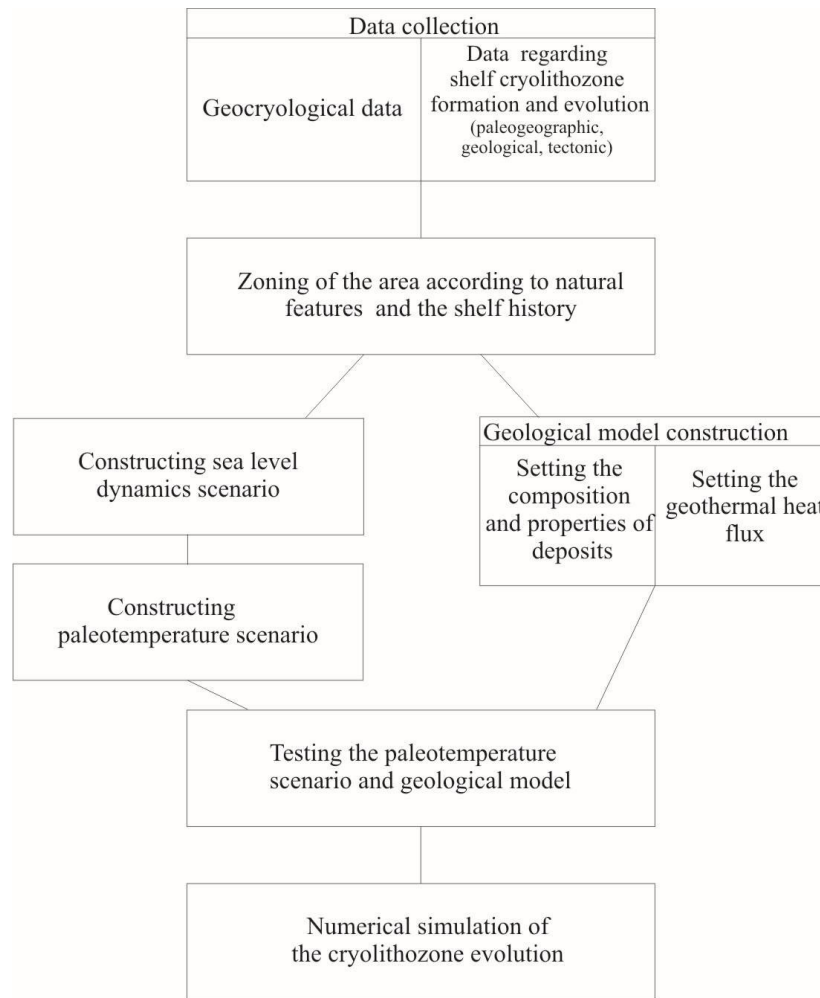 Data collection
Geocryological data
Data regarding
shelf cryolithozone
formation and evolution
(paleogeographic,
geological, tectonic)
Zoning of the area according to natural
features and the shelf history
Constructing sea level
dynamics scenario
Constructing
paleotemperature scenario
Geological model construction
Setting the
composition
and properties of
deposits
Setting the
geothermal heat
flux
Testing the paleotemperature
scenario and geological model
Numerical simulation of
the cryolithozone evolution